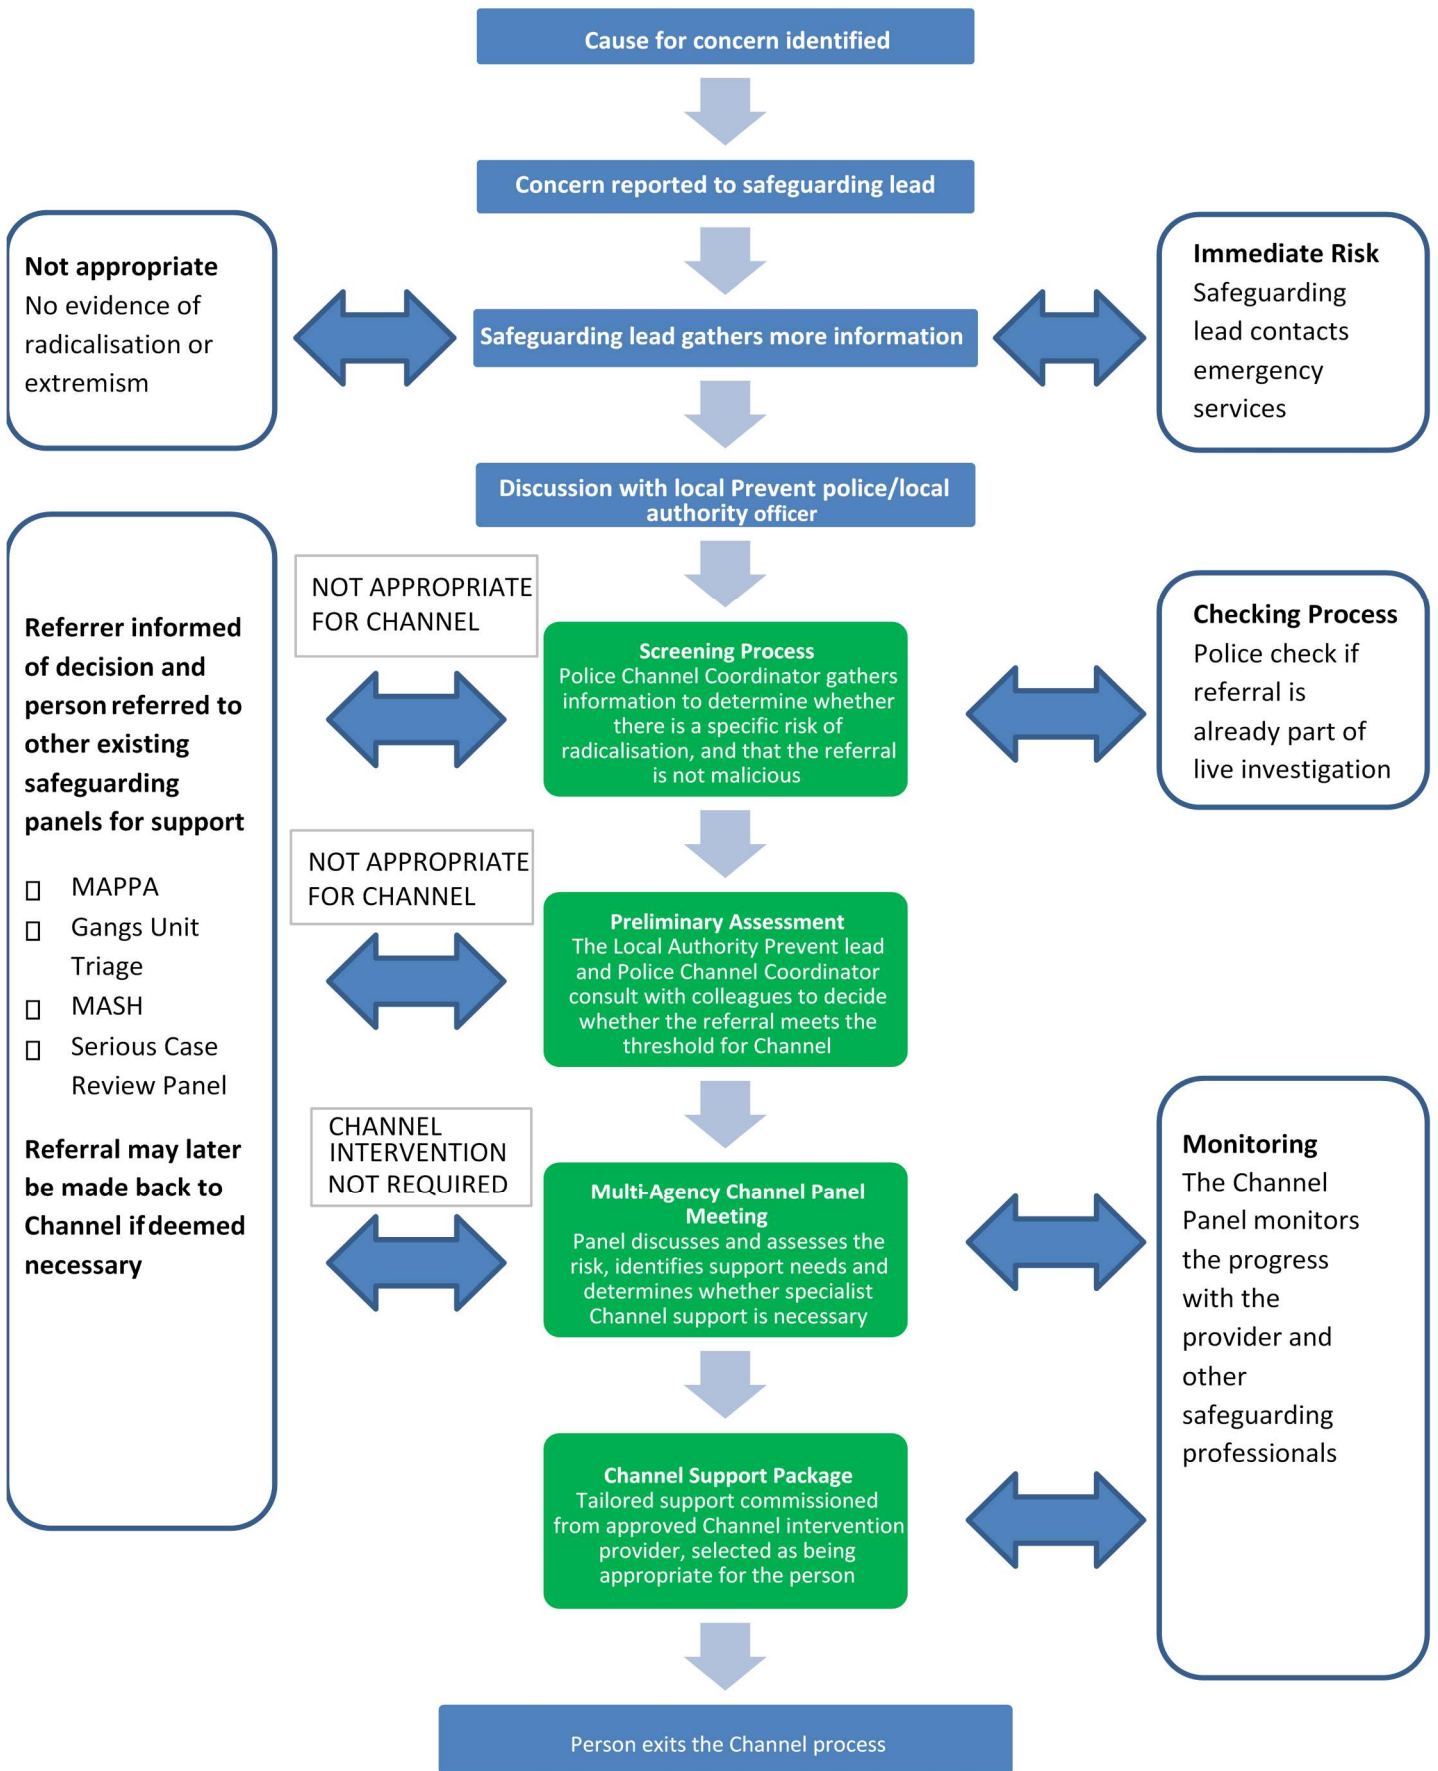 Cause for concern identified
Concern reported to safeguarding lead
Not appropriate
No evidence of
radicalisation or
extremism
Safeguarding lead gathers more information
Immediate Risk
Safeguarding
lead contacts
emergency
services
Discussion with local Prevent police/local
authority officer
Referrer informed
of decision and
person referred to
other existing
safeguarding
panels for support
MAPPA
Gangs Unit
Triage
MASH
Serious Case
Review Panel
Referral may later
be made back to
Channel if deemed
necessary
NOT APPROPRIATE
FOR CHANNEL
Screening Process
Police Channel Coordinator gathers
information to determine whether
there is a specific risk of
radicalisation, and that the referral
is not malicious
Checking Process
Police check if
referral is
already part of
live investigation
NOT APPROPRIATE
FOR CHANNEL
Preliminary Assessment
The Local Authority Prevent lead
and Police Channel Coordinator
consult with colleagues to decide
whether the referral meets the
threshold for Channel
CHANNEL
INTERVENTION
NOT REQUIRED
Multi-Agency Channel Panel
Meeting
Panel discusses and assesses the
risk, identifies support needs and
determines whether specialist
Channel support is necessary
Monitoring
The Channel
Panel monitors
the progress
with the
provider and
other
safeguarding
professionals
Channel Support Package
Tailored support commissioned
from approved Channel intervention
provider, selected as being
appropriate for the person
Person exits the Channel process